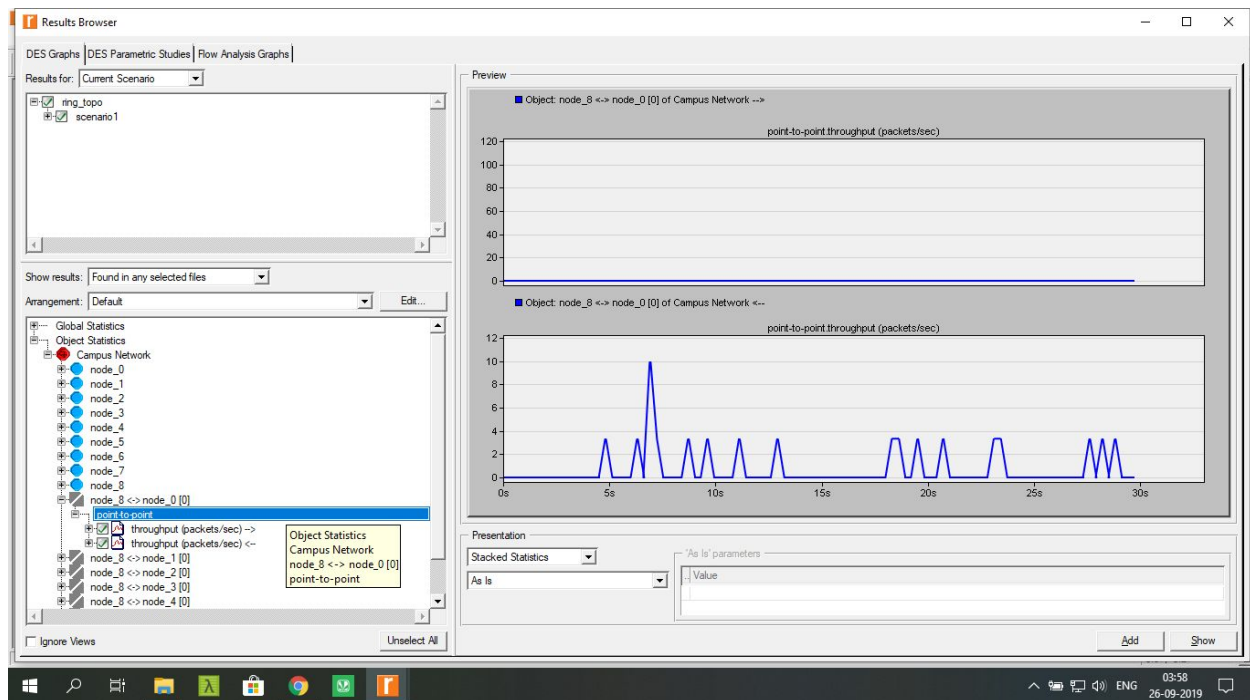 Results Browser
DES Graphs DES Parametric Studies Flow Analysis Graphs
Results for: Current Scenario
ring_topo
scenario1
Show results: Found in any selected files
Arrangement: Default Edit...
Global Statistics
Object Statistics
Campus Network
node_0
node_1
node_2
node_3
node_4
node_5
node_6
node_7
node_8
node_8 <-> node_0 [0]
point-to-point
throughput (packets/sec) -->
throughput (packets/sec) <--
node_8 <-> node_1 [0]
node_8 <-> node_2 [0]
node_8 <-> node_3 [0]
node_8 <-> node_4 [0]
Object Statistics
Campus Network
node_8 <-> node_0 [0]
point-to-point
Ignore Views Unselect All
Preview
Object: node_8 <-> node_0 [0] of Campus Network -->
point-to-point.throughput (packets/sec)
120
100
80
60
40
20
0
Object: node_8 <-> node_0 [0] of Campus Network <--
point-to-point.throughput (packets/sec)
12
10
8
6
4
2
0
0s 5s 10s 15s 20s 25s 30s
Presentation
Stacked Statistics
As Is
'As Is' parameters
.. Value
Add Show
ENG
03:58
26-09-2019